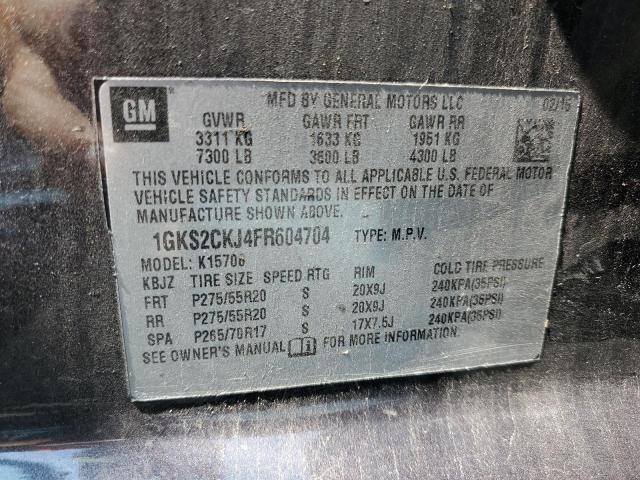 GM ®
MFD BY GENERAL MOTORS LLC 02/15
GVWR GAWR FRT GAWR RR
3311 KG 1633 KG 1951 KG
7300 LB 3600 LB 4300 LB
THIS VEHICLE CONFORMS TO ALL APPLICABLE U.S. FEDERAL MOTOR
VEHICLE SAFETY STANDARDS IN EFFECT ON THE DATE OF
MANUFACTURE SHOWN ABOVE.
1GKS2CKJ4FR604704 TYPE: M.P.V.
MODEL: K15706
KBJZ TIRE SIZE SPEED RTG RIM COLD TIRE PRESSURE
FRT P275/55R20 S 20X9J 240KPA(35PSI)
RR P275/55R20 S 20X9J 240KPA(35PSI)
SPA P265/70R17 S 17X7.5J 240KPA(35PSI)
SEE OWNER'S MANUAL FOR MORE INFORMATION.